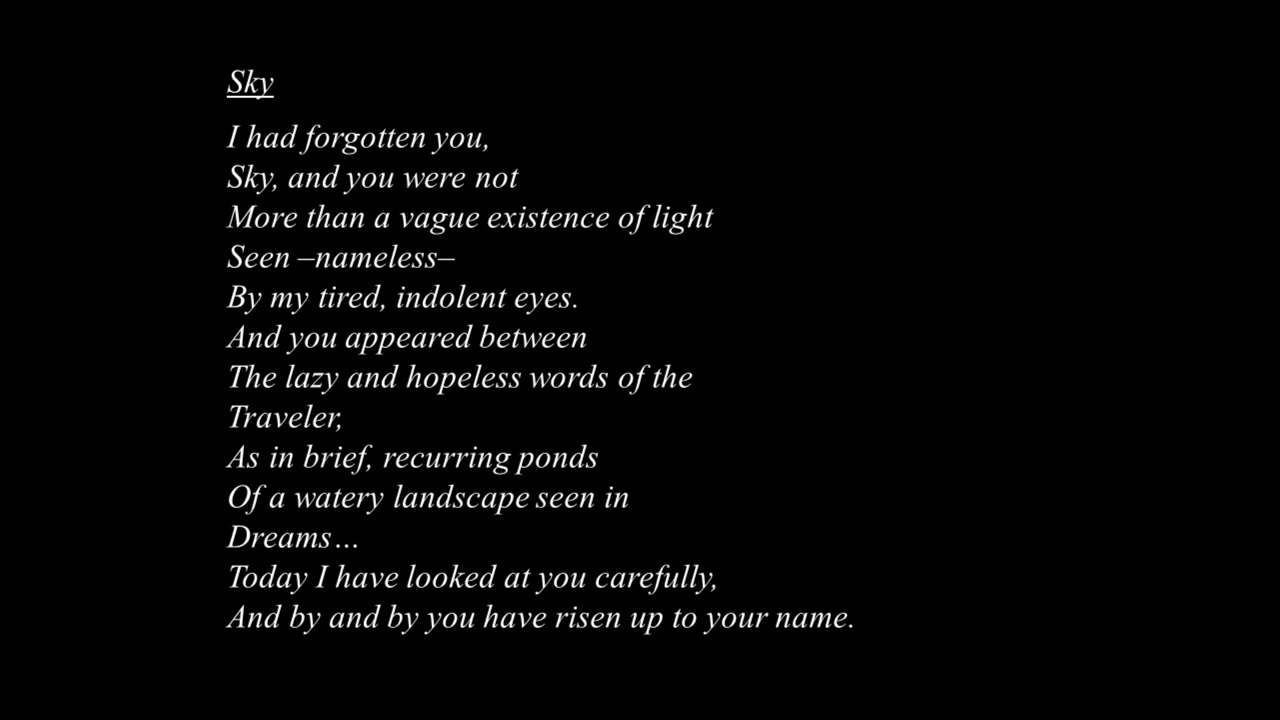 Sky
I had forgotten you,
Sky, and you were not
More than a vague existence of light
Seen –nameless–
By my tired, indolent eyes.
And you appeared between
The lazy and hopeless words of the
Traveler,
As in brief, recurring ponds
Of a watery landscape seen in
Dreams…
Today I have looked at you carefully,
And by and by you have risen up to your name.